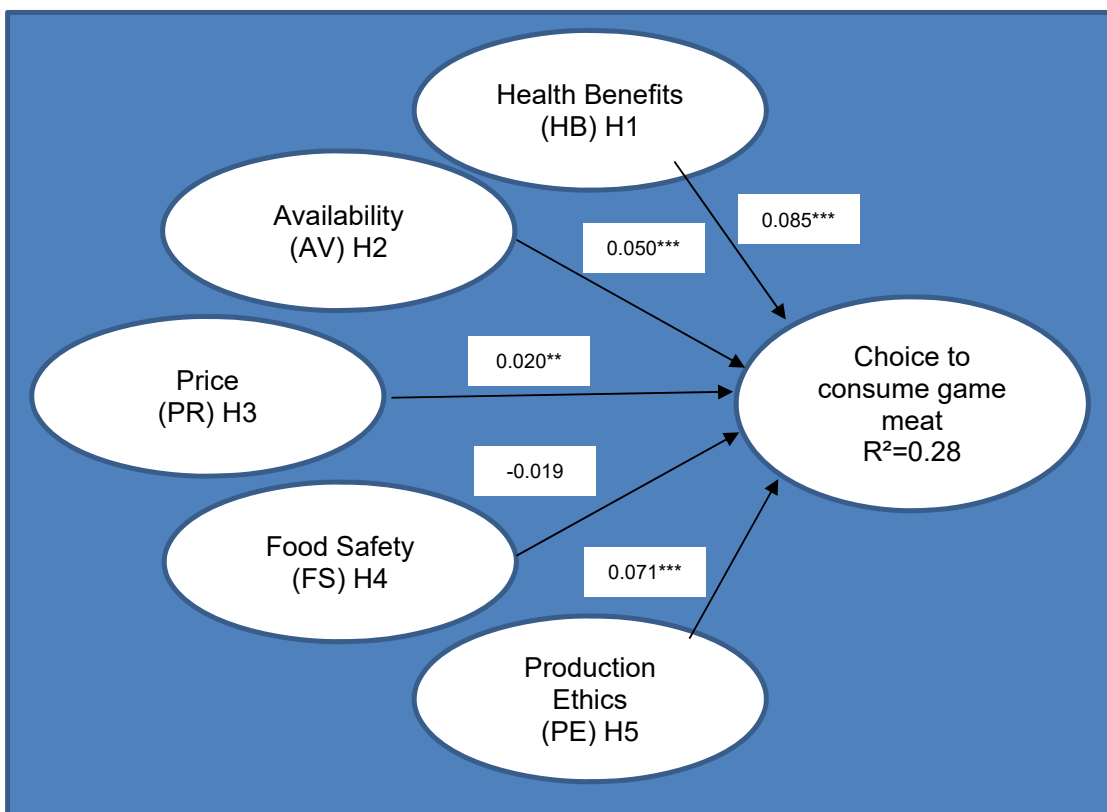 Health Benefits
(HB) H1
Availability
(AV) H2
0.085***
0.050***
Price
(PR) H3
0.020**
Choice to
consume game
meat
R²=0.28
-0.019
Food Safety
(FS) H4
0.071***
Production
Ethics
(PE) H5